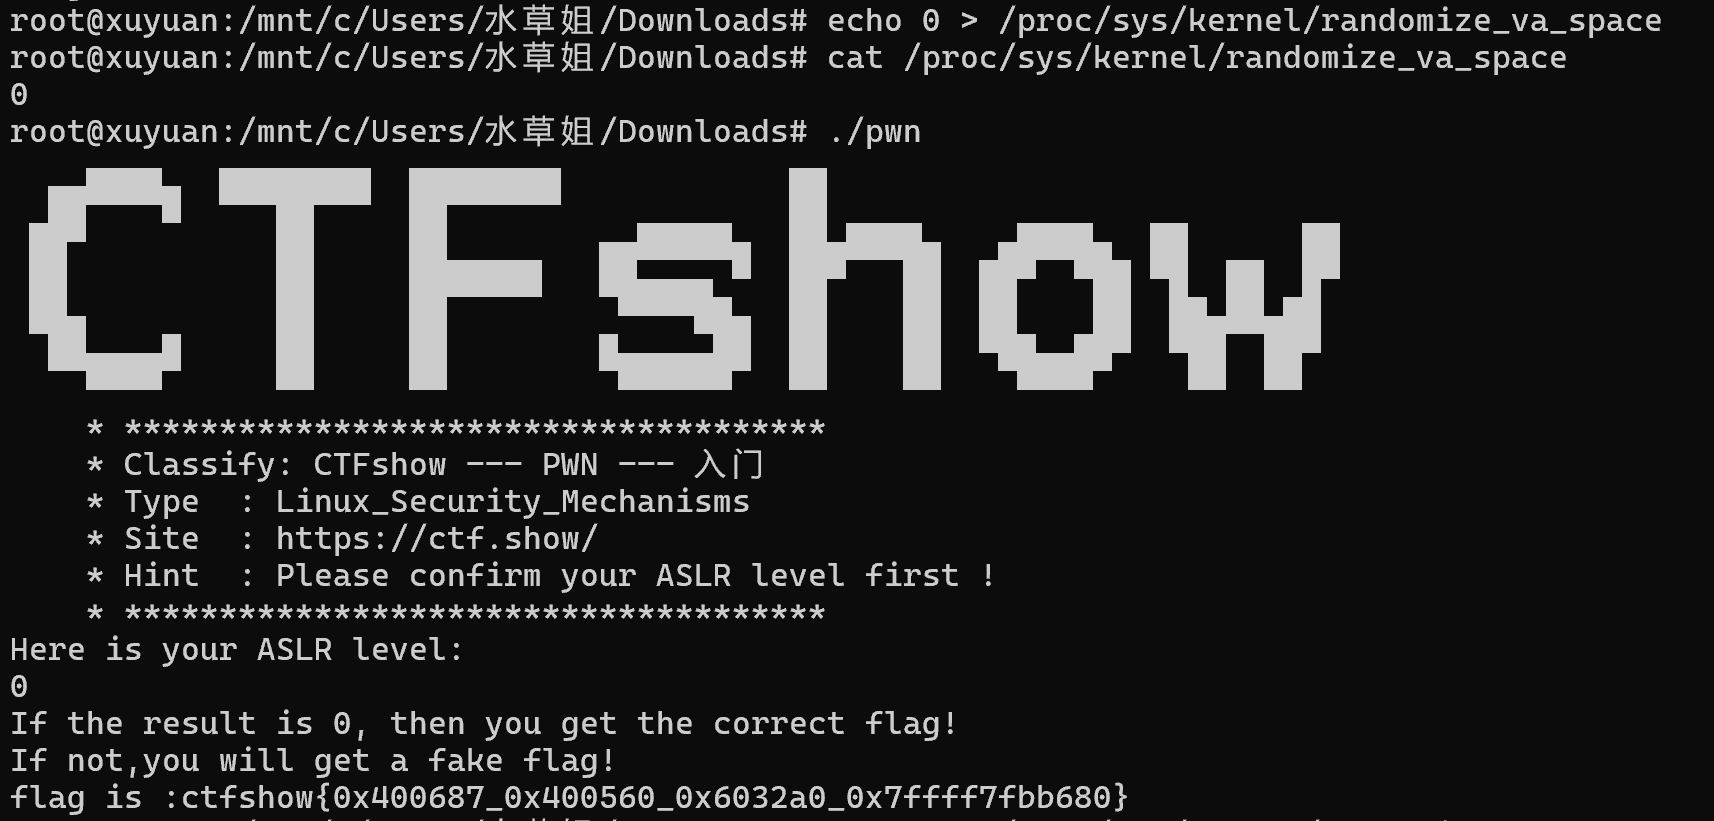 root@xuyuan:/mnt/c/Users/水草姐/Downloads# echo 0 > /proc/sys/kernel/randomize_va_space
root@xuyuan:/mnt/c/Users/水草姐/Downloads# cat /proc/sys/kernel/randomize_va_space
0
root@xuyuan:/mnt/c/Users/水草姐/Downloads# ./pwn
CTFshow
* *************************************
* Classify: CTFshow --- PWN --- 入门
* Type  : Linux_Security_Mechanisms
* Site  : https://ctf.show/
* Hint  : Please confirm your ASLR level first !
* *************************************
Here is your ASLR level:
0
If the result is 0, then you get the correct flag!
If not,you will get a fake flag!
flag is :ctfshow{0x400687_0x400560_0x6032a0_0x7ffff7fbb680}